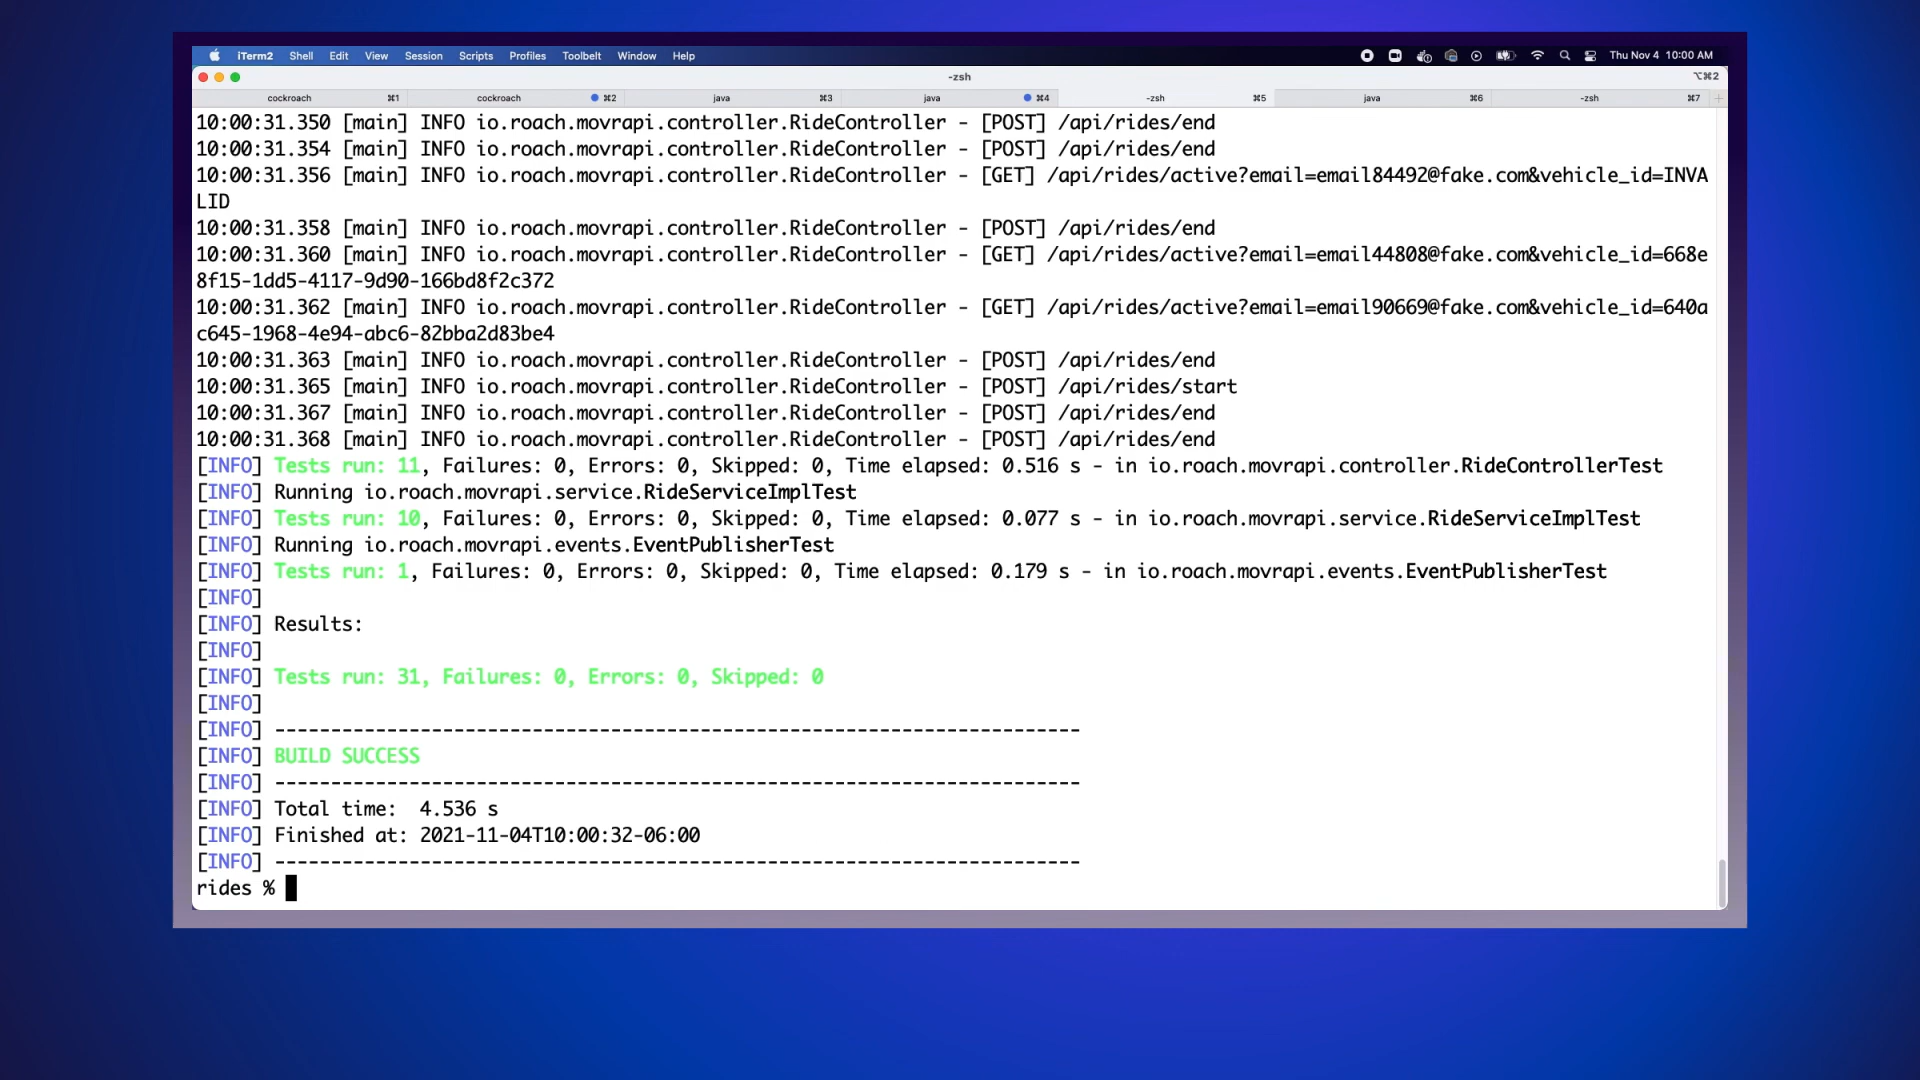 iTerm2 Shell Edit View Session Scripts Profiles Toolbelt Window Help Thu Nov 4 10:00 AM
-zsh ⌥⌘2
cockroach ⌘1 cockroach ⌘2 java ⌘3 java ⌘4 -zsh ⌘5 java ⌘6 -zsh ⌘7
10:00:31.350 [main] INFO io.roach.movrapi.controller.RideController - [POST] /api/rides/end
10:00:31.354 [main] INFO io.roach.movrapi.controller.RideController - [POST] /api/rides/end
10:00:31.356 [main] INFO io.roach.movrapi.controller.RideController - [GET] /api/rides/active?email=email84492@fake.com&vehicle_id=INVA
LID
10:00:31.358 [main] INFO io.roach.movrapi.controller.RideController - [POST] /api/rides/end
10:00:31.360 [main] INFO io.roach.movrapi.controller.RideController - [GET] /api/rides/active?email=email44808@fake.com&vehicle_id=668e
8f15-1dd5-4117-9d90-166bd8f2c372
10:00:31.362 [main] INFO io.roach.movrapi.controller.RideController - [GET] /api/rides/active?email=email90669@fake.com&vehicle_id=640a
c645-1968-4e94-abc6-82bba2d83be4
10:00:31.363 [main] INFO io.roach.movrapi.controller.RideController - [POST] /api/rides/end
10:00:31.365 [main] INFO io.roach.movrapi.controller.RideController - [POST] /api/rides/start
10:00:31.367 [main] INFO io.roach.movrapi.controller.RideController - [POST] /api/rides/end
10:00:31.368 [main] INFO io.roach.movrapi.controller.RideController - [POST] /api/rides/end
[INFO] Tests run: 11, Failures: 0, Errors: 0, Skipped: 0, Time elapsed: 0.516 s - in io.roach.movrapi.controller.RideControllerTest
[INFO] Running io.roach.movrapi.service.RideServiceImplTest
[INFO] Tests run: 10, Failures: 0, Errors: 0, Skipped: 0, Time elapsed: 0.077 s - in io.roach.movrapi.service.RideServiceImplTest
[INFO] Running io.roach.movrapi.events.EventPublisherTest
[INFO] Tests run: 1, Failures: 0, Errors: 0, Skipped: 0, Time elapsed: 0.179 s - in io.roach.movrapi.events.EventPublisherTest
[INFO]
[INFO] Results:
[INFO]
[INFO] Tests run: 31, Failures: 0, Errors: 0, Skipped: 0
[INFO]
[INFO] ------------------------------------------------------------------------
[INFO] BUILD SUCCESS
[INFO] ------------------------------------------------------------------------
[INFO] Total time:  4.536 s
[INFO] Finished at: 2021-11-04T10:00:32-06:00
[INFO] ------------------------------------------------------------------------
rides %